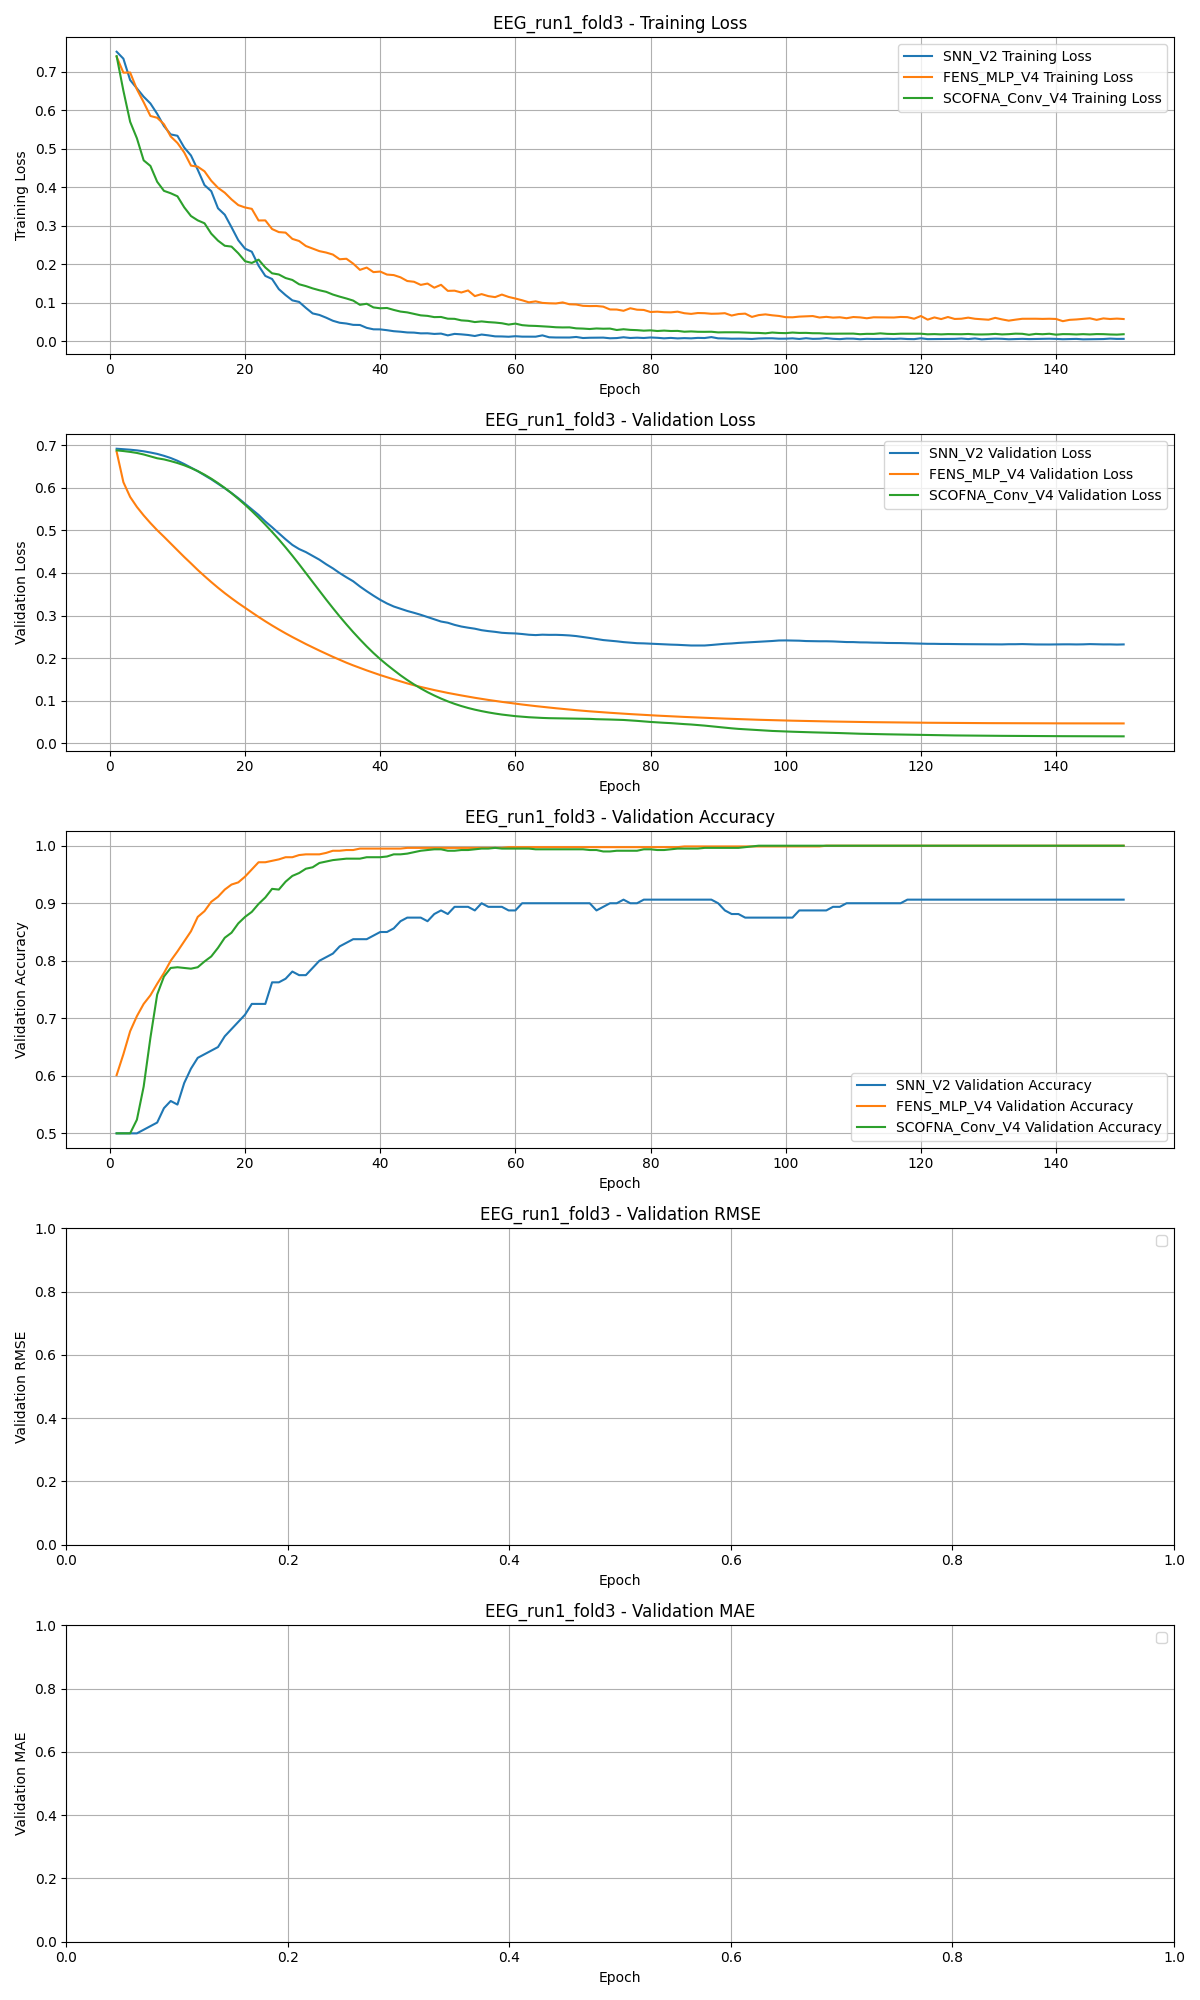 EEG_run1_fold3 - Training Loss
Training Loss
0.7
0.6
0.5
0.4
0.3
0.2
0.1
0.0
SNN_V2 Training Loss
FENS_MLP_V4 Training Loss
SCOFNA_Conv_V4 Training Loss
0 20 40 60 80 100 120 140
Epoch
EEG_run1_fold3 - Validation Loss
Validation Loss
0.7
0.6
0.5
0.4
0.3
0.2
0.1
0.0
SNN_V2 Validation Loss
FENS_MLP_V4 Validation Loss
SCOFNA_Conv_V4 Validation Loss
0 20 40 60 80 100 120 140
Epoch
EEG_run1_fold3 - Validation Accuracy
Validation Accuracy
1.0
0.9
0.8
0.7
0.6
0.5
SNN_V2 Validation Accuracy
FENS_MLP_V4 Validation Accuracy
SCOFNA_Conv_V4 Validation Accuracy
0 20 40 60 80 100 120 140
Epoch
EEG_run1_fold3 - Validation RMSE
Validation RMSE
1.0
0.8
0.6
0.4
0.2
0.0
0.0 0.2 0.4 0.6 0.8 1.0
Epoch
EEG_run1_fold3 - Validation MAE
Validation MAE
1.0
0.8
0.6
0.4
0.2
0.0
0.0 0.2 0.4 0.6 0.8 1.0
Epoch